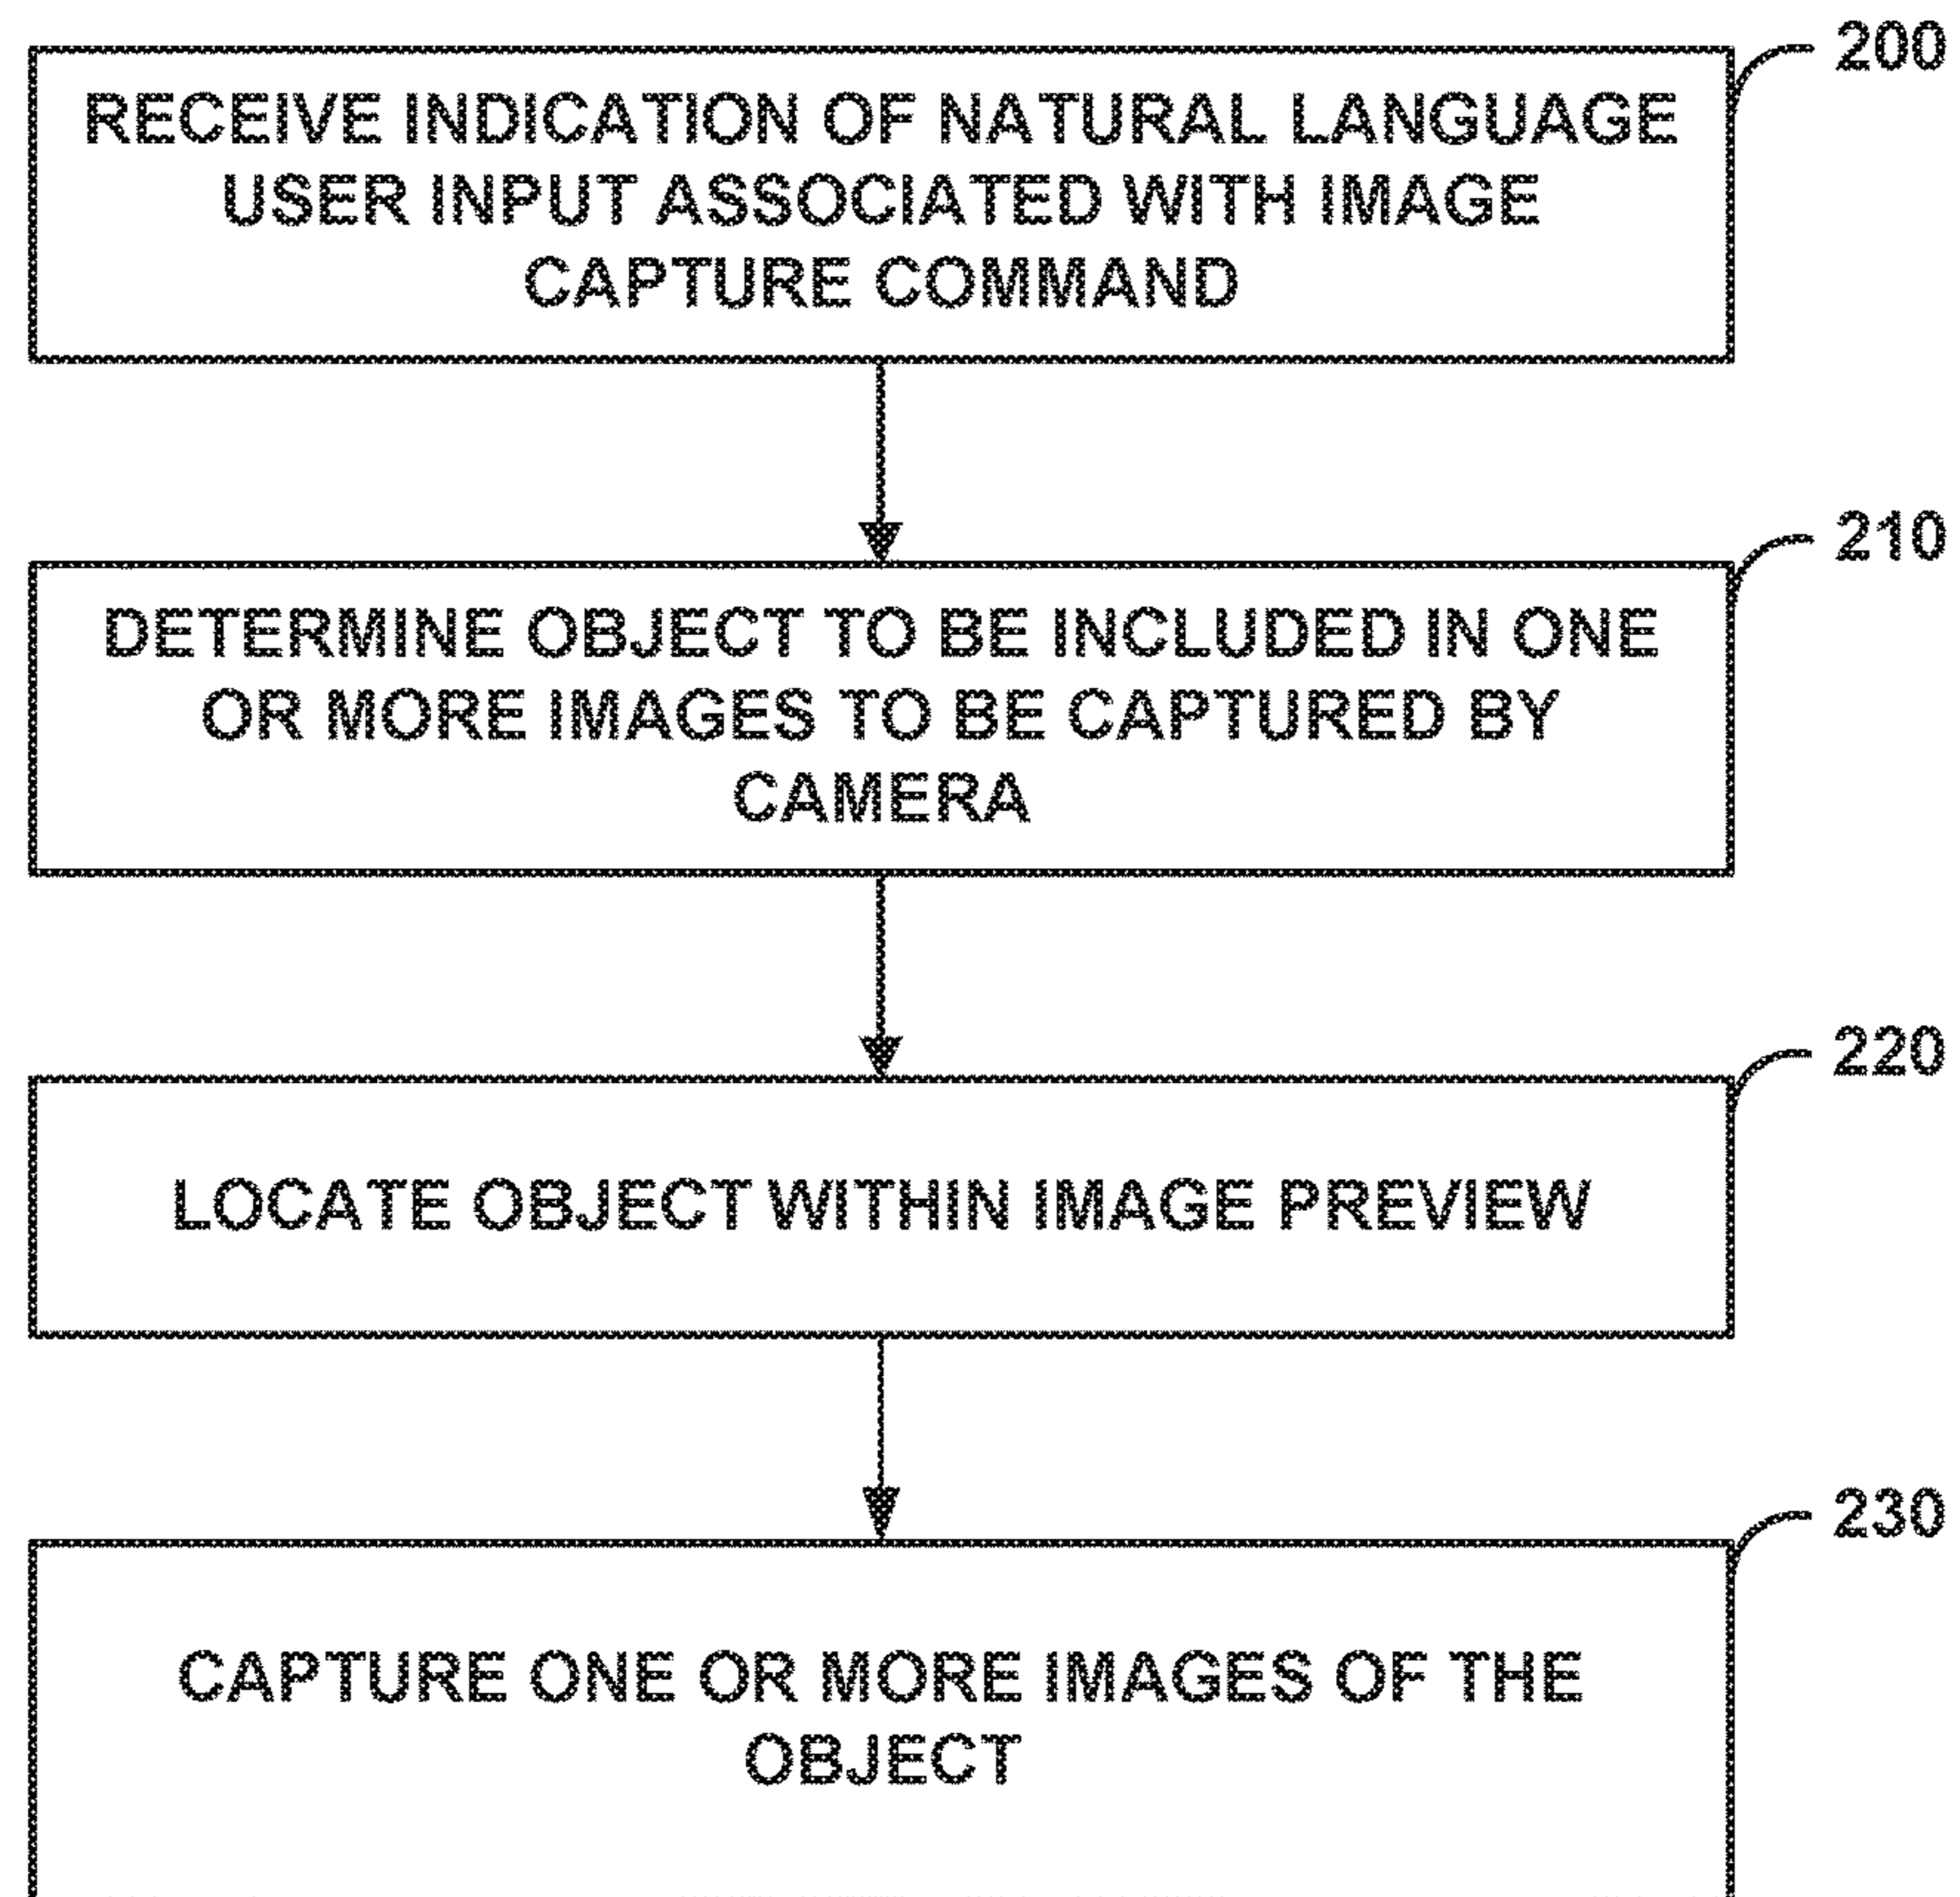 200
RECEIVE INDICATION OF NATURAL LANGUAGE
USER INPUT ASSOCIATED WITH IMAGE
CAPTURE COMMAND
210
DETERMINE OBJECT TO BE INCLUDED IN ONE
OR MORE IMAGES TO BE CAPTURED BY
CAMERA
220
LOCATE OBJECT WITHIN IMAGE PREVIEW
230
CAPTURE ONE OR MORE IMAGES OF THE
OBJECT